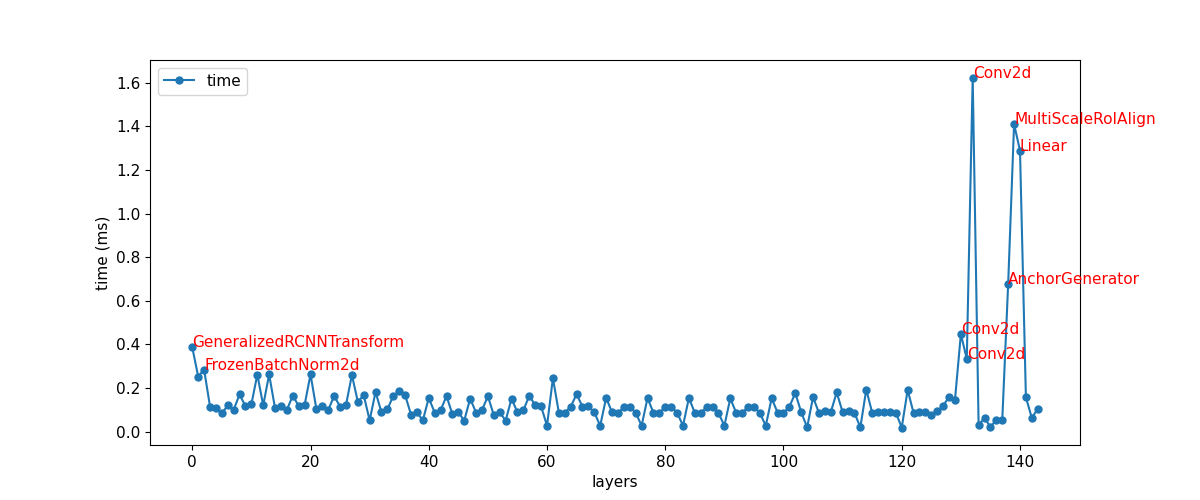 time
Conv2d
MultiScaleRoIAlign
Linear
AnchorGenerator
Conv2d
Conv2d
GeneralizedRCNNTransform
FrozenBatchNorm2d
time (ms)
1.6
1.4
1.2
1.0
0.8
0.6
0.4
0.2
0.0
0 20 40 60 80 100 120 140
layers